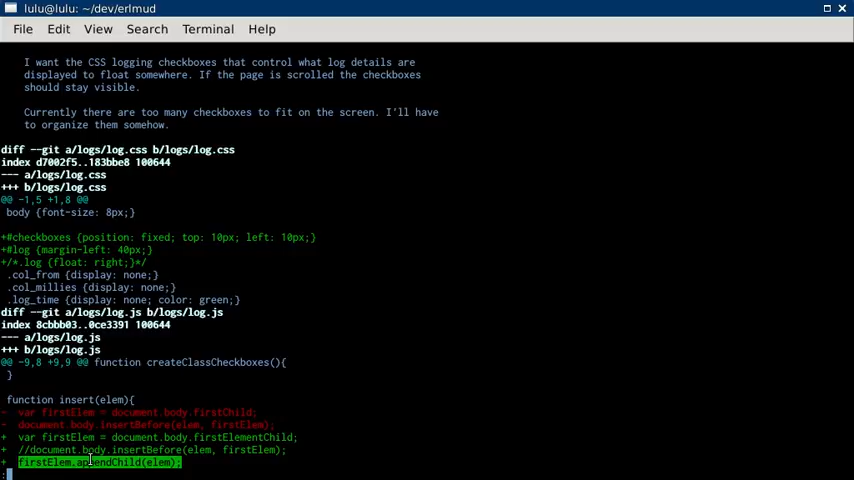 lulu@lulu: ~/dev/erlmud
File Edit View Search Terminal Help
I want the CSS logging checkboxes that control what log details are
displayed to float somewhere. If the page is scrolled the checkboxes
should stay visible.
Currently there are too many checkboxes to fit on the screen. I'll have
to organize them somehow.
diff --git a/logs/log.css b/logs/log.css
index d7002f5..183bbe8 100644
--- a/logs/log.css
+++ b/logs/log.css
@@ -1,5 +1,8 @@
body {font-size: 8px;}
+#checkboxes {position: fixed; top: 10px; left: 10px;}
+#log {margin-left: 40px;}
+/*.log {float: right;}*/
.col_from {display: none;}
.col_millies {display: none;}
.log_time {display: none; color: green;}
diff --git a/logs/log.js b/logs/log.js
index 8cbbb03..0ce3391 100644
--- a/logs/log.js
+++ b/logs/log.js
@@ -9,8 +9,9 @@ function createClassCheckboxes(){
}
function insert(elem){
- var firstElem = document.body.firstChild;
- document.body.insertBefore(elem, firstElem);
+ var firstElem = document.body.firstElementChild;
+ //document.body.insertBefore(elem, firstElem);
+ firstElem.appendChild(elem);
: